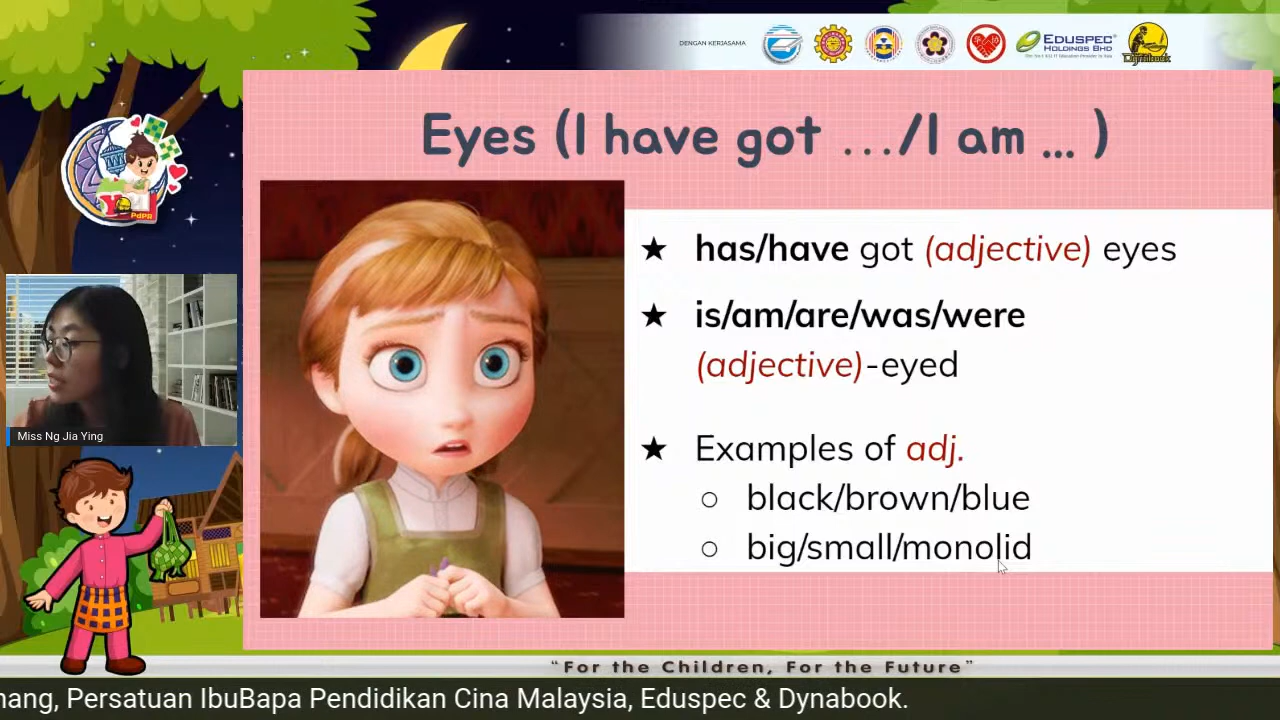 DENGAN KERJASAMA
EDUSPEC
HOLDINGS BHD
Dynabook
Eyes (I have got .../I am ... )
PdPR
★ has/have got (adjective) eyes
★ is/am/are/was/were
(adjective)-eyed
★ Examples of adj.
○ black/brown/blue
○ big/small/monolid
Miss Ng Jia Ying
“For the Children, For the Future”
nang, Persatuan IbuBapa Pendidikan Cina Malaysia, Eduspec & Dynabook.